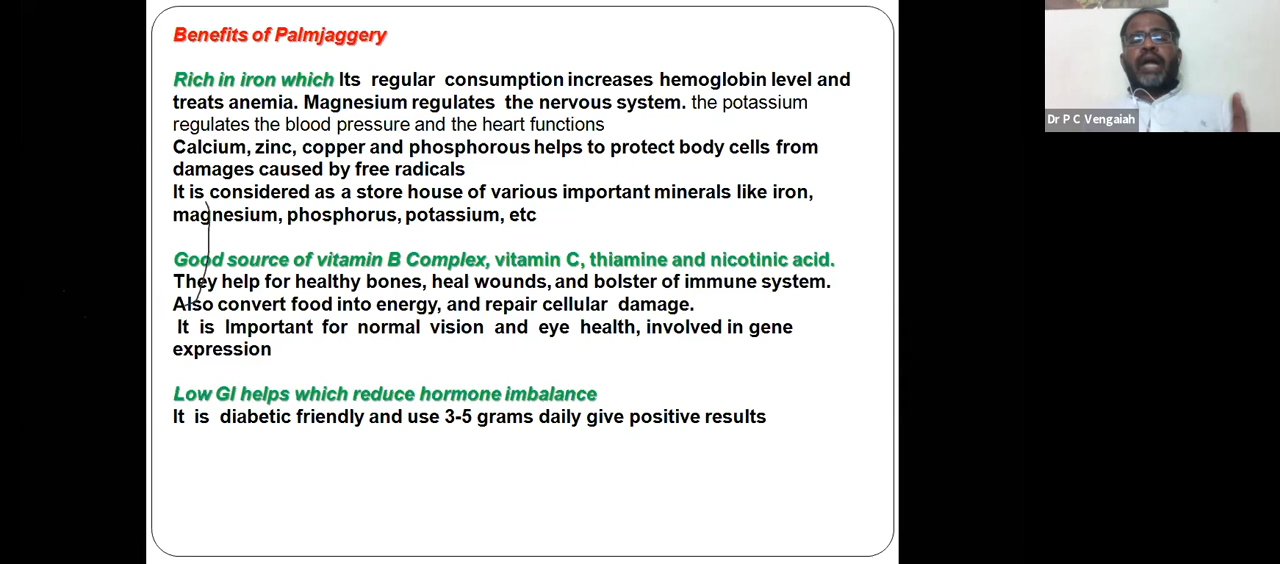 Benefits of Palmjaggery
Rich in iron which Its regular consumption increases hemoglobin level and
treats anemia. Magnesium regulates the nervous system. the potassium
regulates the blood pressure and the heart functions
Calcium, zinc, copper and phosphorous helps to protect body cells from
damages caused by free radicals
It is considered as a store house of various important minerals like iron,
magnesium, phosphorus, potassium, etc
Good source of vitamin B Complex, vitamin C, thiamine and nicotinic acid.
They help for healthy bones, heal wounds, and bolster of immune system.
Also convert food into energy, and repair cellular damage.
It is Important for normal vision and eye health, involved in gene
expression
Low GI helps which reduce hormone imbalance
It is diabetic friendly and use 3-5 grams daily give positive results
Dr P C Vengaiah